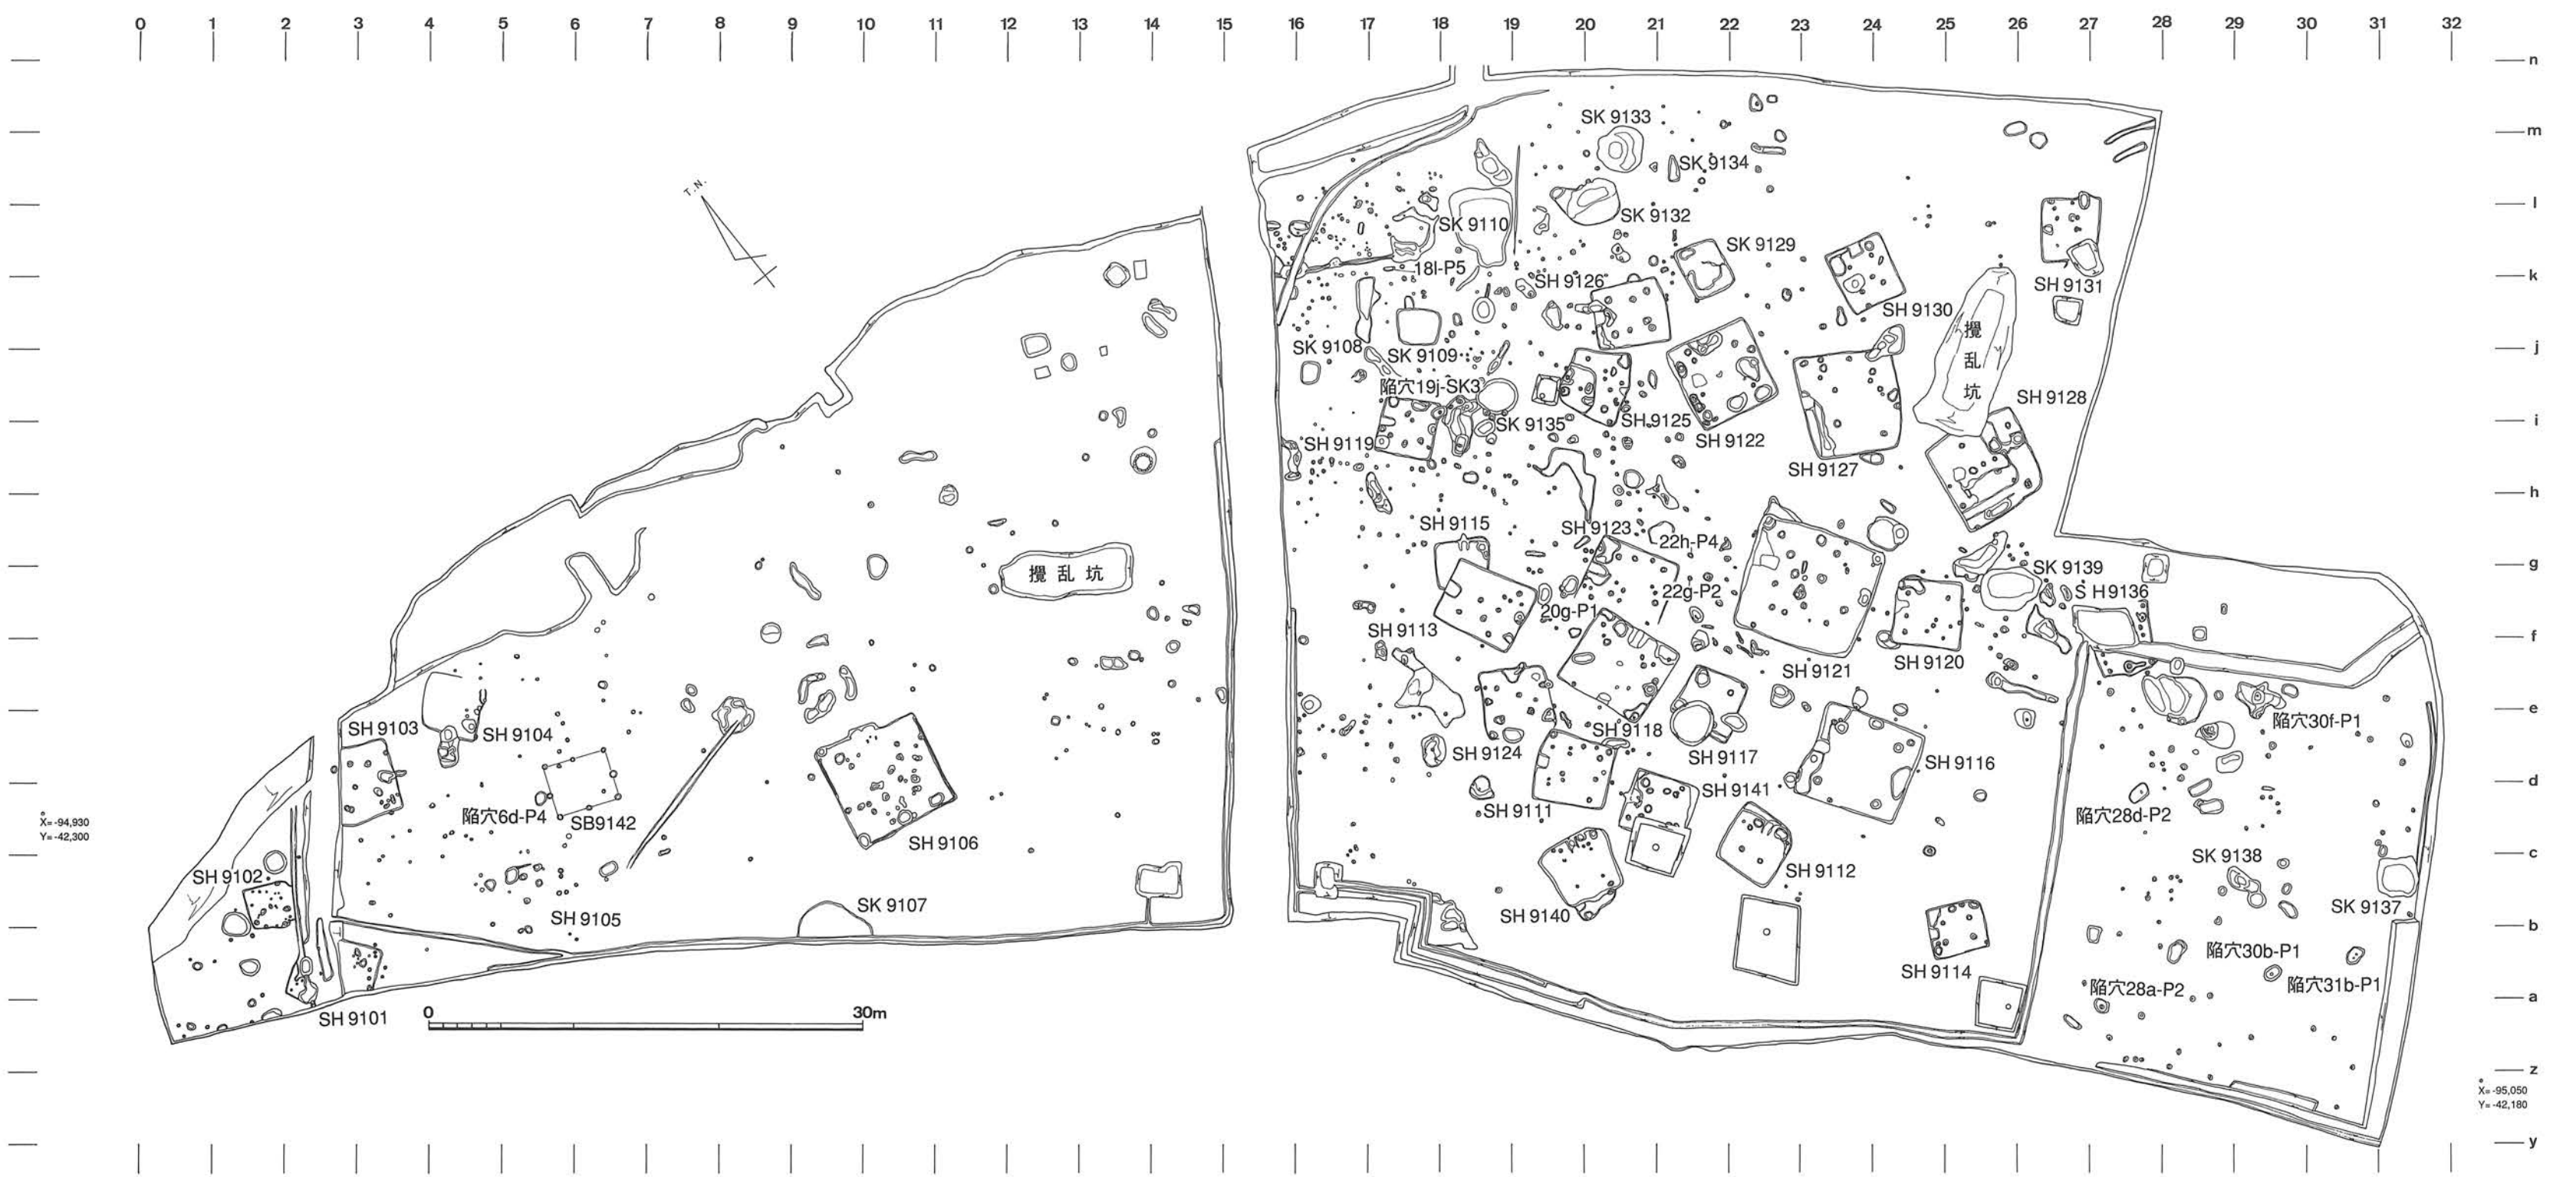 0 1 2 3 4 5 6 7 8 9 10 11 12 13 14 15 16 17 18 19 20 21 22 23 24 25 26 27 28 29 30 31 32
n
SK 9133
m
SK 9134
T.N.
l
SK 9132
SK 9110
SK 9129
18l-P5
k
SH 9126
SH 9131
SH 9130
攪乱坑
SK 9108
SK 9109
j
陥穴19j-SK3
SH 9128
SK 9135
SH 9125
i
SH 9119
SH 9122
SH 9127
h
SH 9115
SH 9123
22h-P4
攪乱坑
g
SK 9139
22g-P2
S H 9136
20g-P1
SH 9113
f
SH 9121
SH 9120
e
陥穴30f-P1
SH 9103
SH 9104
SH 9118
SH 9124
SH 9117
SH 9116
d
SH 9141
SH 9111
陥穴6d-P4
SB9142
陥穴28d-P2
X= -94,930
Y= -42,300
SH 9106
c
SK 9138
SH 9112
SH 9102
SK 9107
SK 9137
SH 9105
SH 9140
b
陥穴30b-P1
SH 9114
陥穴28a-P2
陥穴31b-P1
a
SH 9101
0 30m
z
X= -95,050
Y= -42,180
y